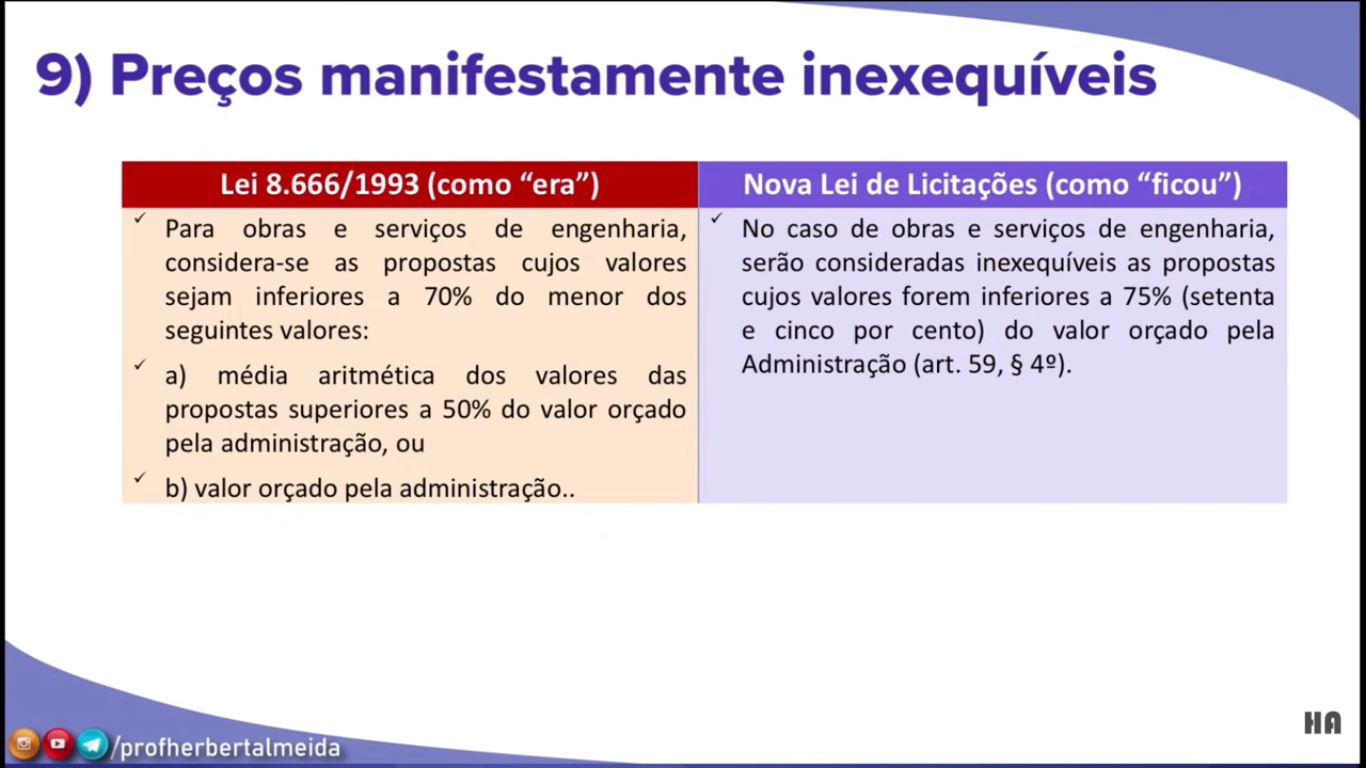 9) Preços manifestamente inexequíveis
Lei 8.666/1993 (como “era”)
Para obras e serviços de engenharia,
considera-se as propostas cujos valores
sejam inferiores a 70% do menor dos
seguintes valores:
a) média aritmética dos valores das
propostas superiores a 50% do valor orçado
pela administração, ou
b) valor orçado pela administração..
Nova Lei de Licitações (como “ficou”)
No caso de obras e serviços de engenharia,
serão consideradas inexequíveis as propostas
cujos valores forem inferiores a 75% (setenta
e cinco por cento) do valor orçado pela
Administração (art. 59, § 4º).
/profherbertalmeida
HA